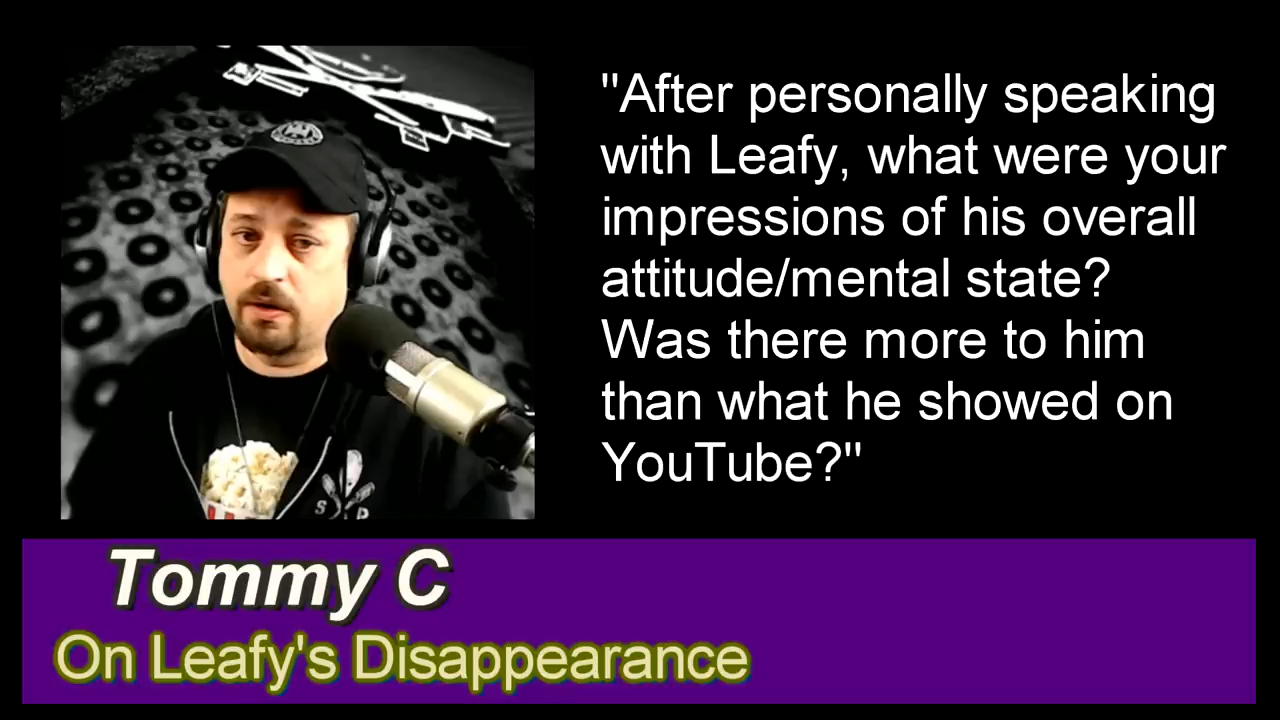 "After personally speaking
with Leafy, what were your
impressions of his overall
attitude/mental state?
Was there more to him
than what he showed on
YouTube?"
S P
Tommy C
On Leafy's Disappearance